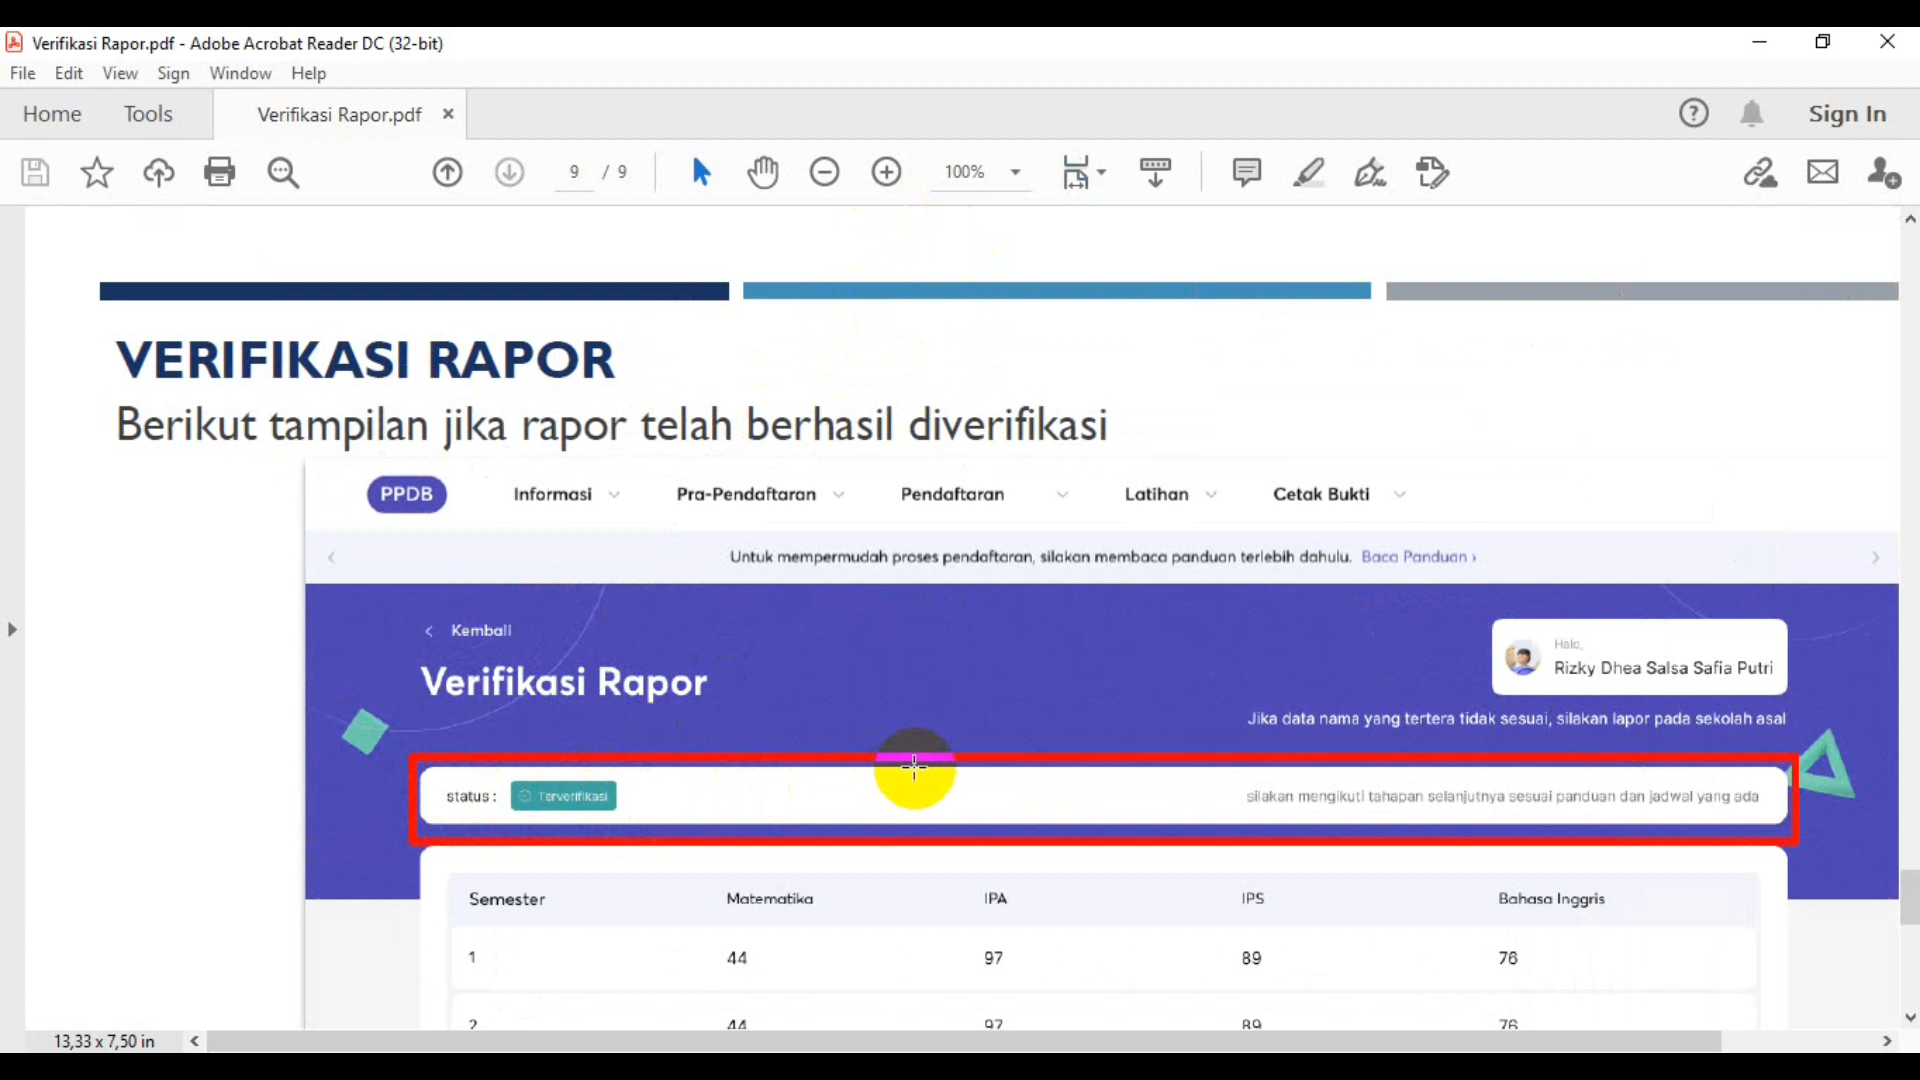 Verifikasi Rapor.pdf - Adobe Acrobat Reader DC (32-bit)
File Edit View Sign Window Help
Home Tools Verifikasi Rapor.pdf × Sign In
9 / 9 100%
VERIFIKASI RAPOR
Berikut tampilan jika rapor telah berhasil diverifikasi
PPDB Informasi Pra-Pendaftaran Pendaftaran Latihan Cetak Bukti
Untuk mempermudah proses pendaftaran, silakan membaca panduan terlebih dahulu. Baca Panduan ›
Kembali
Halo,
Rizky Dhea Salsa Safia Putri
Verifikasi Rapor
Jika data nama yang tertera tidak sesuai, silakan lapor pada sekolah asal
status : Terverifikasi silakan mengikuti tahapan selanjutnya sesuai panduan dan jadwal yang ada
Semester Matematika IPA IPS Bahasa Inggris
1 44 97 89 76
2 44 97 89 76
13,33 x 7,50 in